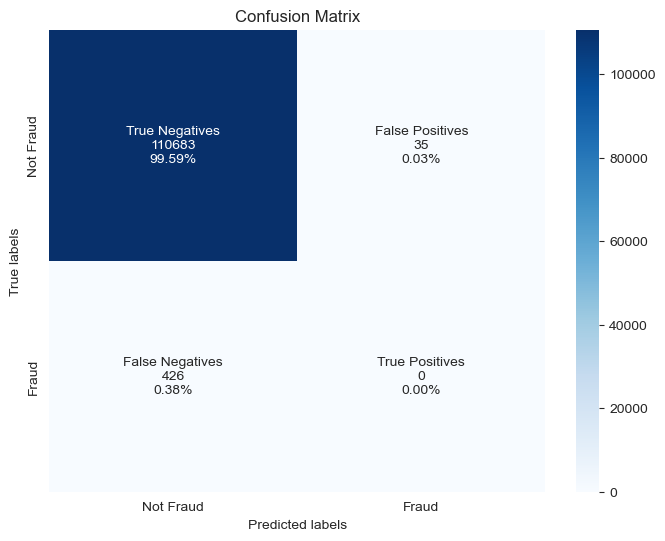 Confusion Matrix
Not Fraud
True Negatives
110683
99.59%
False Positives
35
0.03%
Fraud
False Negatives
426
0.38%
True Positives
0
0.00%
True labels
Not Fraud
Fraud
Predicted labels
100000
80000
60000
40000
20000
0